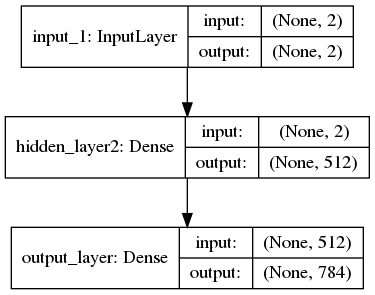 input_1: InputLayer
input:
(None, 2)
output:
(None, 2)
hidden_layer2: Dense
input:
(None, 2)
output:
(None, 512)
output_layer: Dense
input:
(None, 512)
output:
(None, 784)